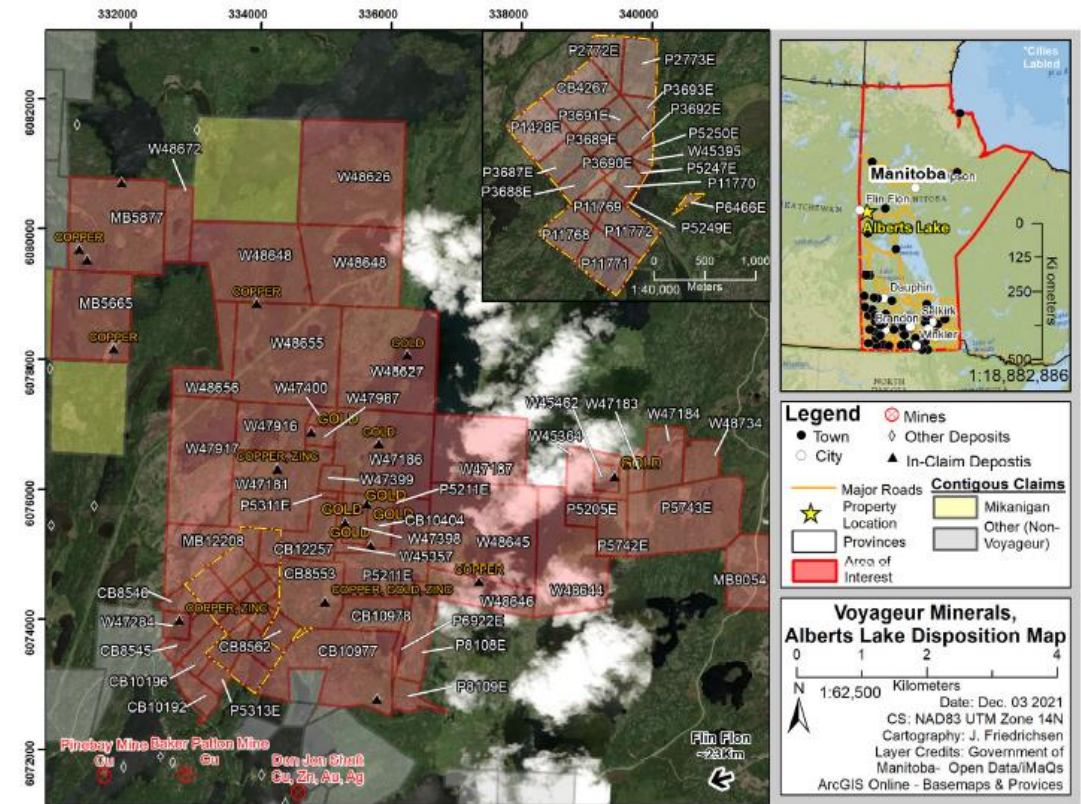 332000
334000
336000
338000
340000
6082000
6080000
6078000
6076000
6074000
6072000
W48672
W48626
MB5877
COPPER
W48648
W48648
COPPER
MB5665
COPPER
W48655
GOLD
W48627
W48656
W47400
W47987
W47916
GOLD
GOLD
W47917
COPPER, ZINC
W47186
W47181
W47399
P5311E
GOLD
P5211E
GOLD
GOLD
CB10404
GOLD
W47398
MB12208
CB12257
W45357
CB8553
P5211E
COPPER
COPPER, GOLD, ZINC
CB8546
COPPER, ZINC
W47284
CB10978
W48646
P6922E
CB8545
CB8562
CB10977
P8108E
CB10196
P8109E
CB10192
P5313E
W47187
W48645
W48644
W45462
W47183
W47184
W48734
W45364
GOLD
P5205E
P5743E
P5742E
MB9054
Pinebay Mine
Cu
Baker Patton Mine
Cu
Don Jon Shaft
Cu, Zn, Au, Ag
Flin Flon
~23Km
P2772E
P2773E
CB4267
P3693E
P3691E
P3692E
P1428E
P3689E
P5250E
W45395
P3690E
P5247E
P3687E
P11770
P3688E
P11769
P6466E
P11768
P11772
P5249E
P11771
0 500 1,000
1:40,000 Meters
*Cities
Labled
CANADA
Manitoba
Flin Flon
Alberts Lake
Dauphin
Brandon
Selkirk
Winkler
NORTH
0
125
250
500
Kilometers
1:18,882,886
Legend
Town
City
Mines
Other Deposits
In-Claim Depostis
Major Roads
Property
Location
Provinces
Area of
Interest
Contigous Claims
Mikanigan
Other (Non-
Voyageur)
Voyageur Minerals,
Alberts Lake Disposition Map
0 1 2 4
N
1:62,500 Kilometers
Date: Dec. 03 2021
CS: NAD83 UTM Zone 14N
Cartography: J. Friedrichsen
Layer Credits: Government of
Manitoba- Open Data/iMaQs
ArcGIS Online - Basemaps & Provices